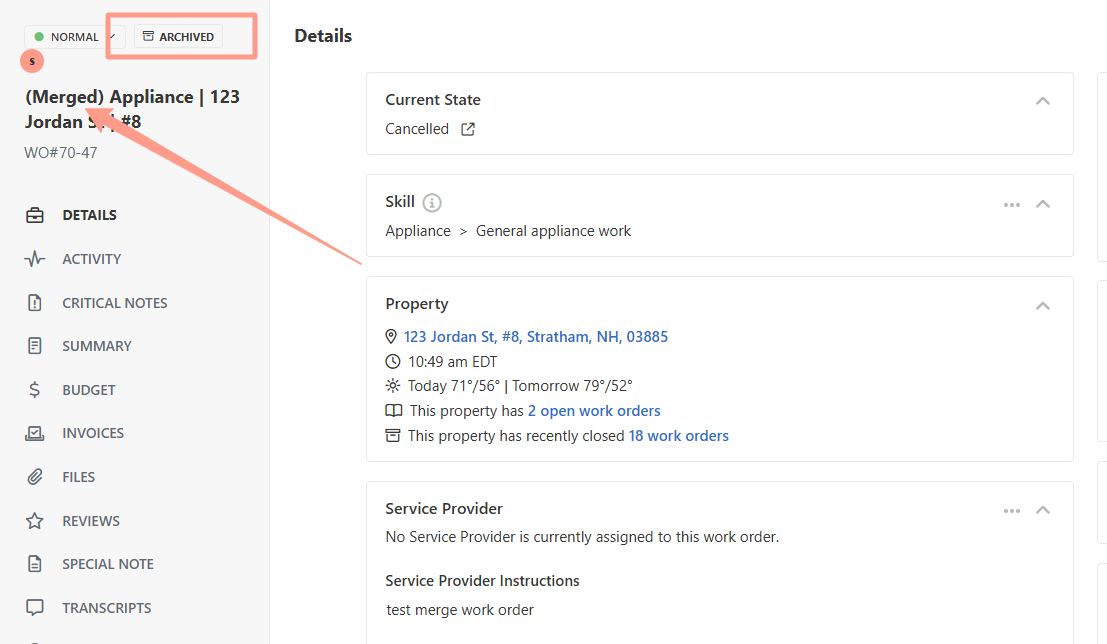 NORMAL
ARCHIVED
S
(Merged) Appliance | 123
Jordan St | #8
WO#70-47
DETAILS
ACTIVITY
CRITICAL NOTES
SUMMARY
BUDGET
INVOICES
FILES
REVIEWS
SPECIAL NOTE
TRANSCRIPTS
Details
Current State
Cancelled
Skill
Appliance > General appliance work
Property
123 Jordan St, #8, Stratham, NH, 03885
10:49 am EDT
Today 71°/56° | Tomorrow 79°/52°
This property has 2 open work orders
This property has recently closed 18 work orders
Service Provider
No Service Provider is currently assigned to this work order.
Service Provider Instructions
test merge work order